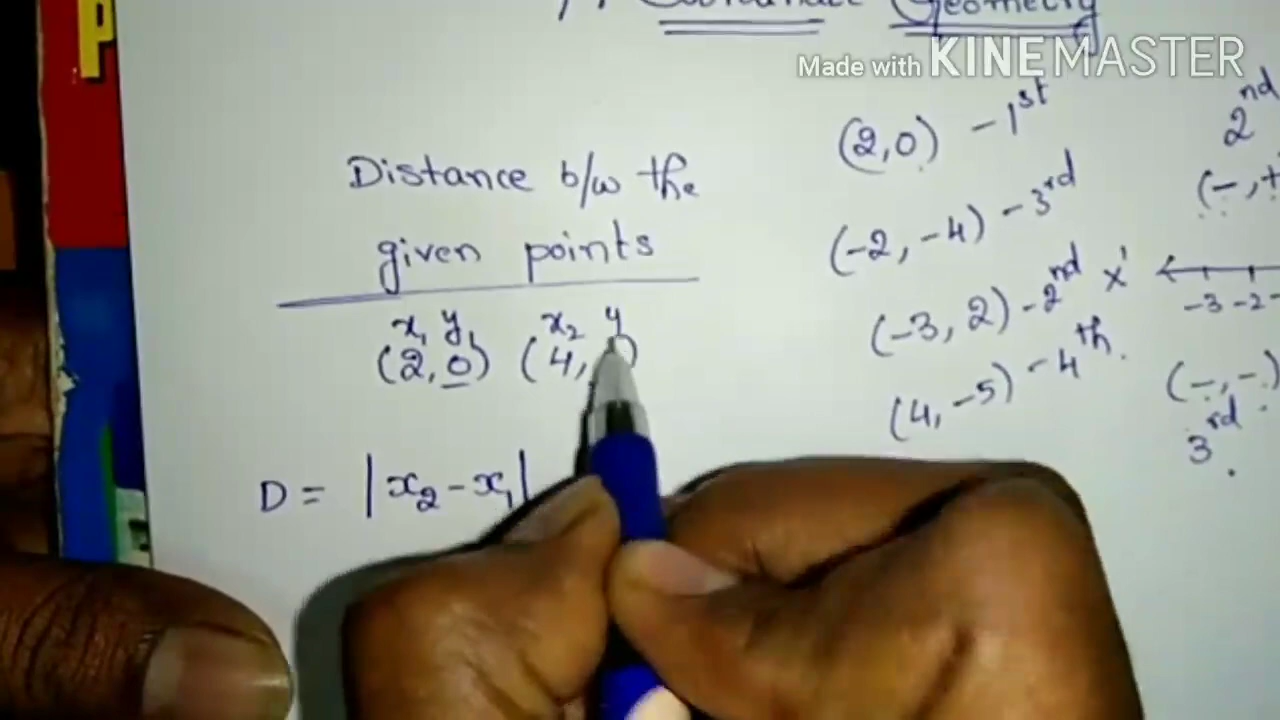 Coordinate Geometry
Made with KINEMASTER
P
Distance b/w the
given points
x₁ y₁ x₂ y
(2, 0) (4,
D = |x₂ - x₁|
(2, 0) - 1st
(-2, -4) - 3rd
(-3, 2) - 2nd
(4, -5) - 4th.
2nd
(-, +
x'
-3 -2
(-, -)
3rd.